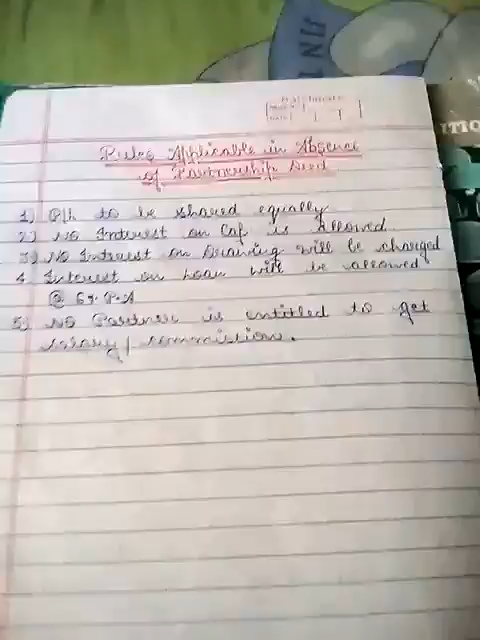 Rules Applicable in Absence
of Partnership Deed
1) P/L to be shared equally
2) No Interest on Cap is allowed
3) No Interest on Drawing will be charged
4. Interest on Loan will be allowed
@ 6% P.A
5) No Partner is entitled to get
salary / commission.
ITIO